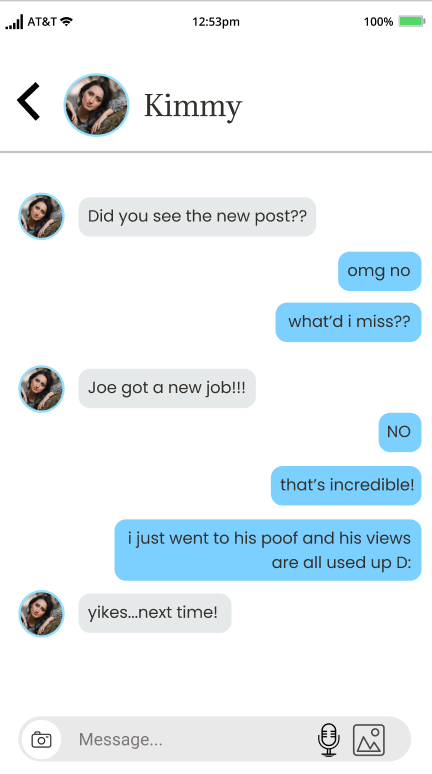 AT&T 12:53pm 100%
Kimmy
Did you see the new post??
omg no
what'd i miss??
Joe got a new job!!!
NO
that's incredible!
i just went to his poof and his views
are all used up D:
yikes...next time!
Message...